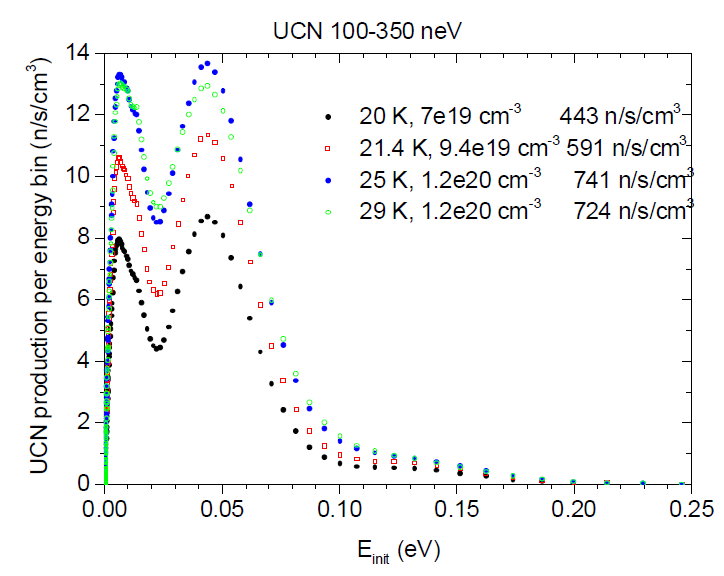 UCN 100-350 neV
UCN production per energy bin (n/s/cm³)
14
12
10
8
6
4
2
0
20 K, 7e19 cm⁻³ 443 n/s/cm³
21.4 K, 9.4e19 cm⁻³ 591 n/s/cm³
25 K, 1.2e20 cm⁻³ 741 n/s/cm³
29 K, 1.2e20 cm⁻³ 724 n/s/cm³
0.00 0.05 0.10 0.15 0.20 0.25
E_init (eV)